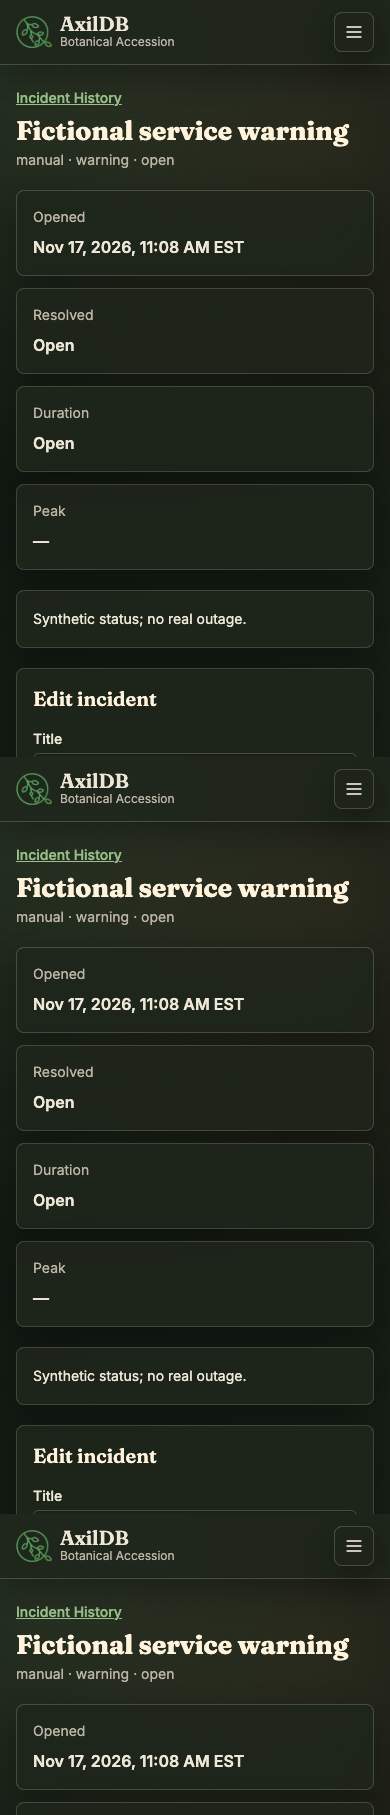 AxilDB
Botanical Accession
Incident History
Fictional service warning
manual · warning · open
Opened
Nov 17, 2026, 11:08 AM EST
Resolved
Open
Duration
Open
Peak
—
Synthetic status; no real outage.
Edit incident
Title
AxilDB
Botanical Accession
Incident History
Fictional service warning
manual · warning · open
Opened
Nov 17, 2026, 11:08 AM EST
Resolved
Open
Duration
Open
Peak
—
Synthetic status; no real outage.
Edit incident
Title
AxilDB
Botanical Accession
Incident History
Fictional service warning
manual · warning · open
Opened
Nov 17, 2026, 11:08 AM EST